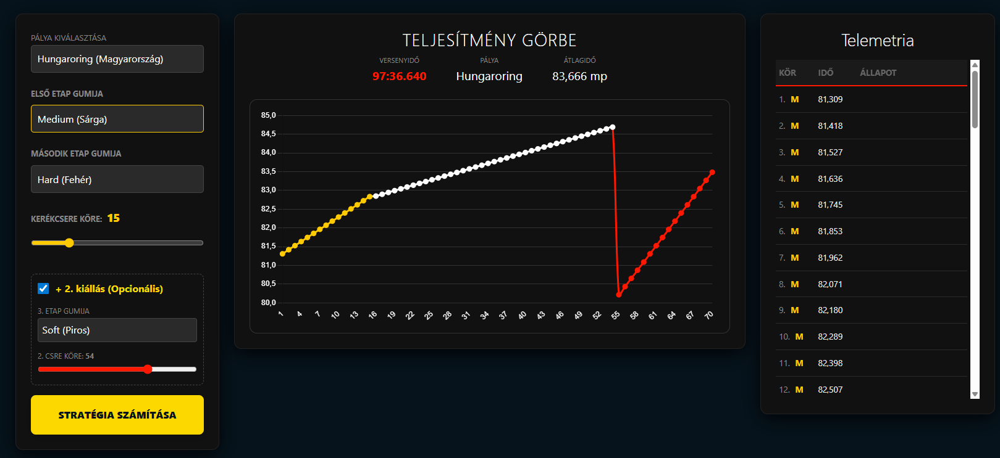 PÁLYA KIVÁLASZTÁSA
Hungaroring (Magyarország)
ELSŐ ETAP GUMIJA
Medium (Sárga)
MÁSODIK ETAP GUMIJA
Hard (Fehér)
KERÉKCSERE KÖRE: 15
+ 2. kiállás (Opcionális)
3. ETAP GUMIJA
Soft (Piros)
2. CSRE KÖRE: 54
STRATÉGIA SZÁMÍTÁSA
TELJESÍTMÉNY GÖRBE
VERSENYIDŐ PÁLYA ÁTLAGIDŐ
97:36.640 Hungaroring 83,666 mp
85,0
84,5
84,0
83,5
83,0
82,5
82,0
81,5
81,0
80,5
80,0
1 4 7 10 13 16 19 22 25 28 31 34 37 40 43 46 49 52 55 58 61 64 67 70
Telemetria
KÖR IDŐ ÁLLAPOT
1. M 81,309
2. M 81,418
3. M 81,527
4. M 81,636
5. M 81,745
6. M 81,853
7. M 81,962
8. M 82,071
9. M 82,180
10. M 82,289
11. M 82,398
12. M 82,507